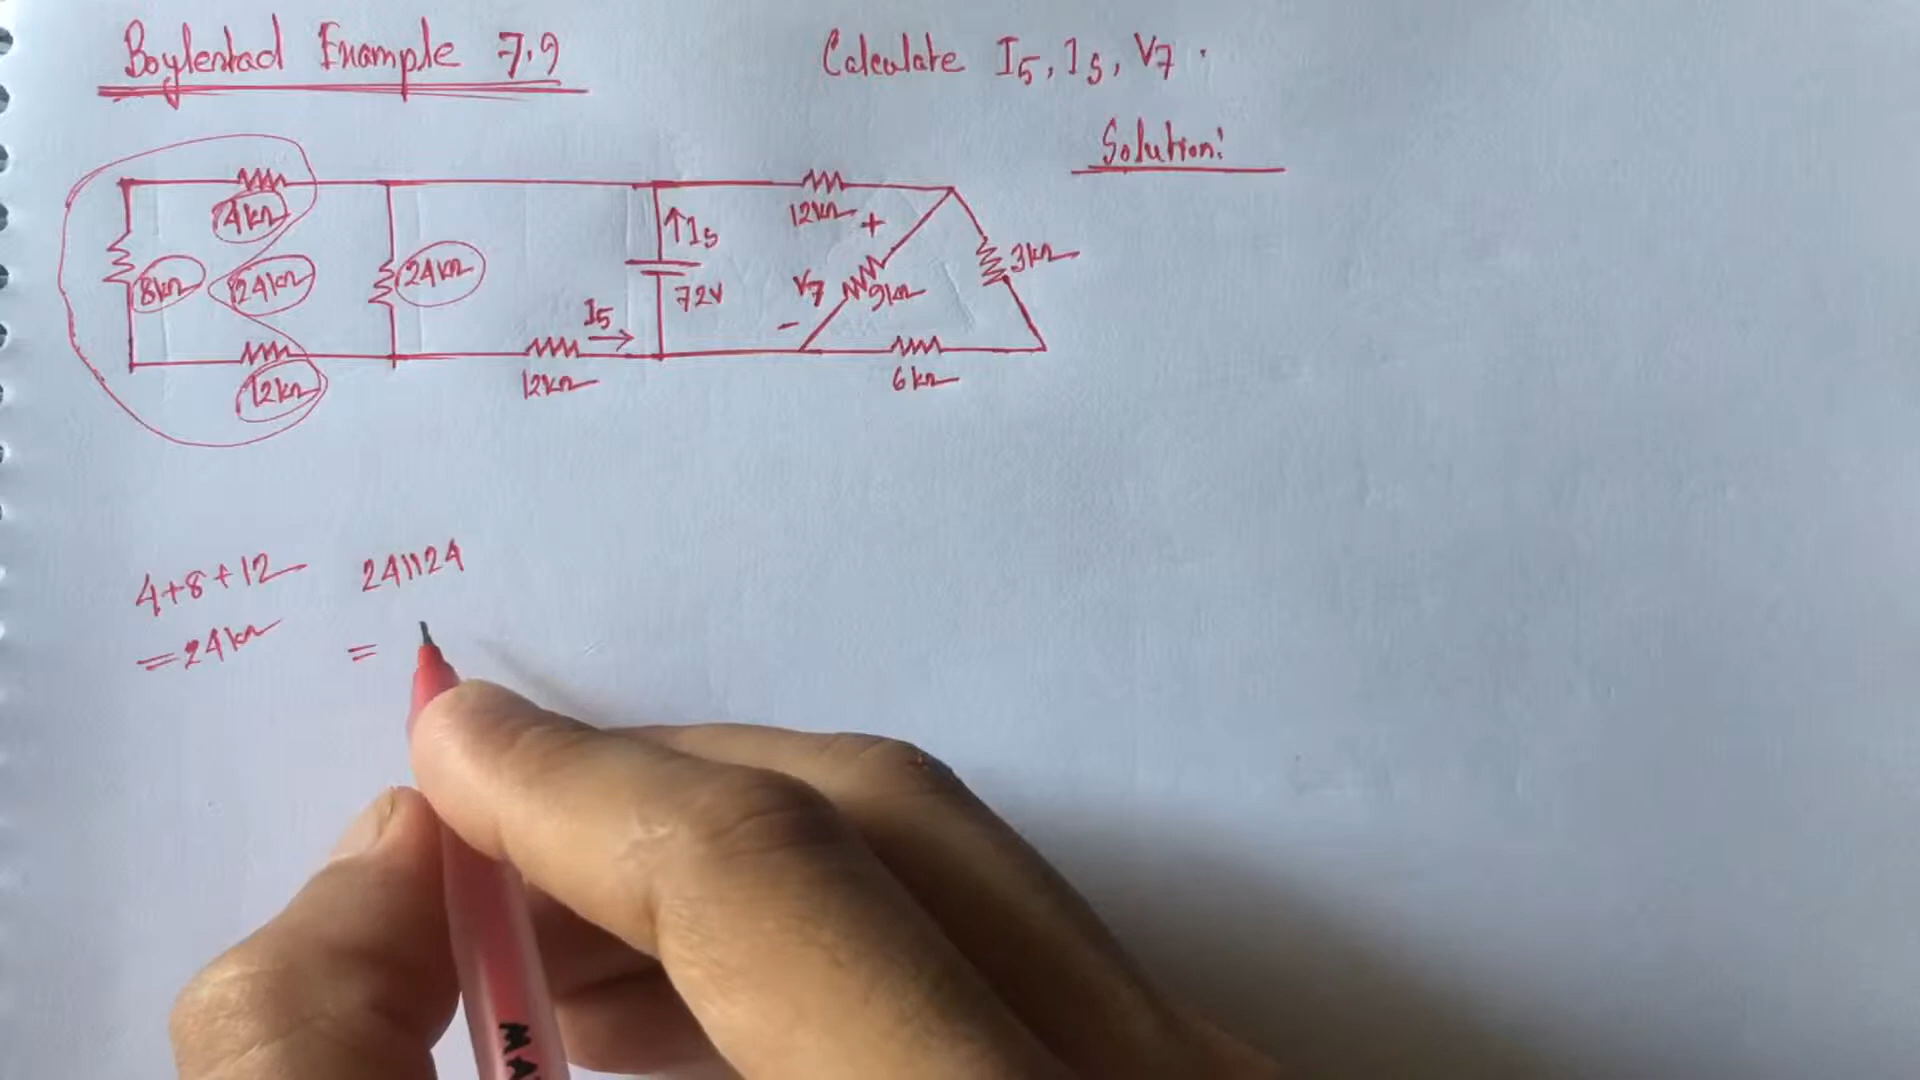 Boylestad Example 7.9
Calculate I5, Is, V7.
Solution:
4kΩ
8kΩ
24kΩ
24kΩ
12kΩ
12kΩ
I5
↑Is
72V
12kΩ
+
V7
-
9kΩ
3kΩ
6kΩ
4+8+12
=24kΩ
24||24
=